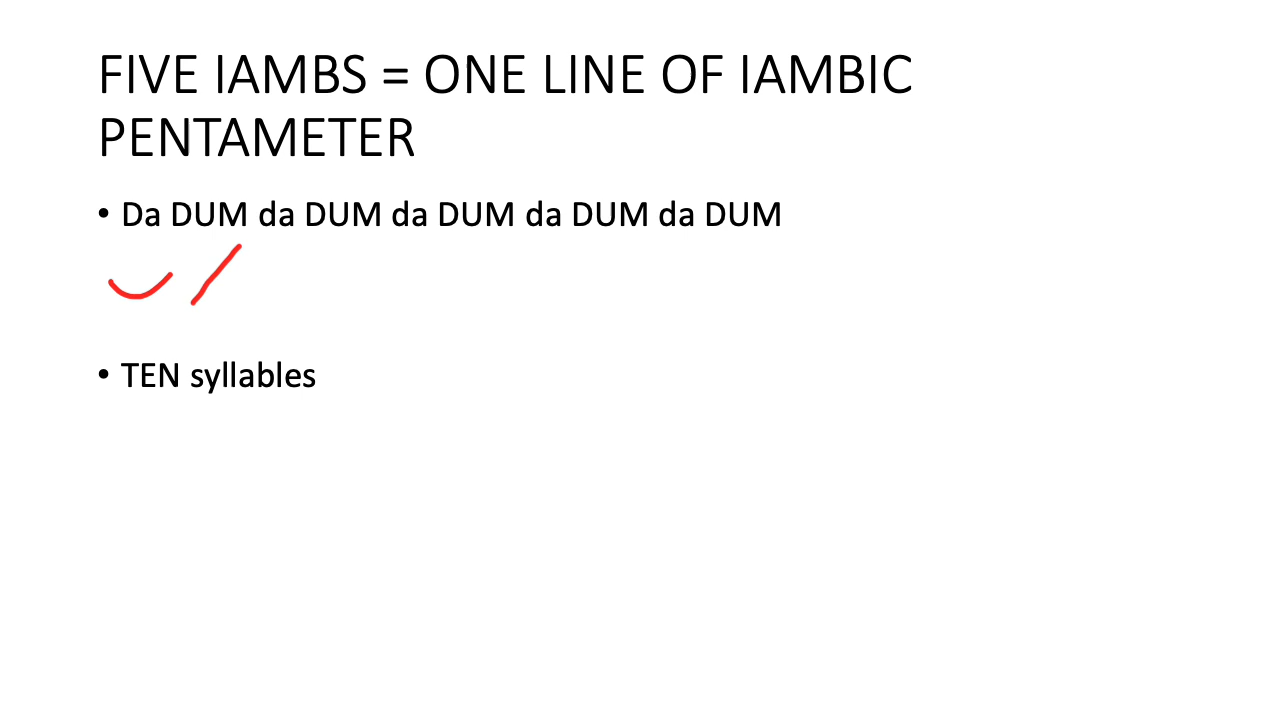 FIVE IAMBS = ONE LINE OF IAMBIC
PENTAMETER
• Da DUM da DUM da DUM da DUM da DUM
• TEN syllables